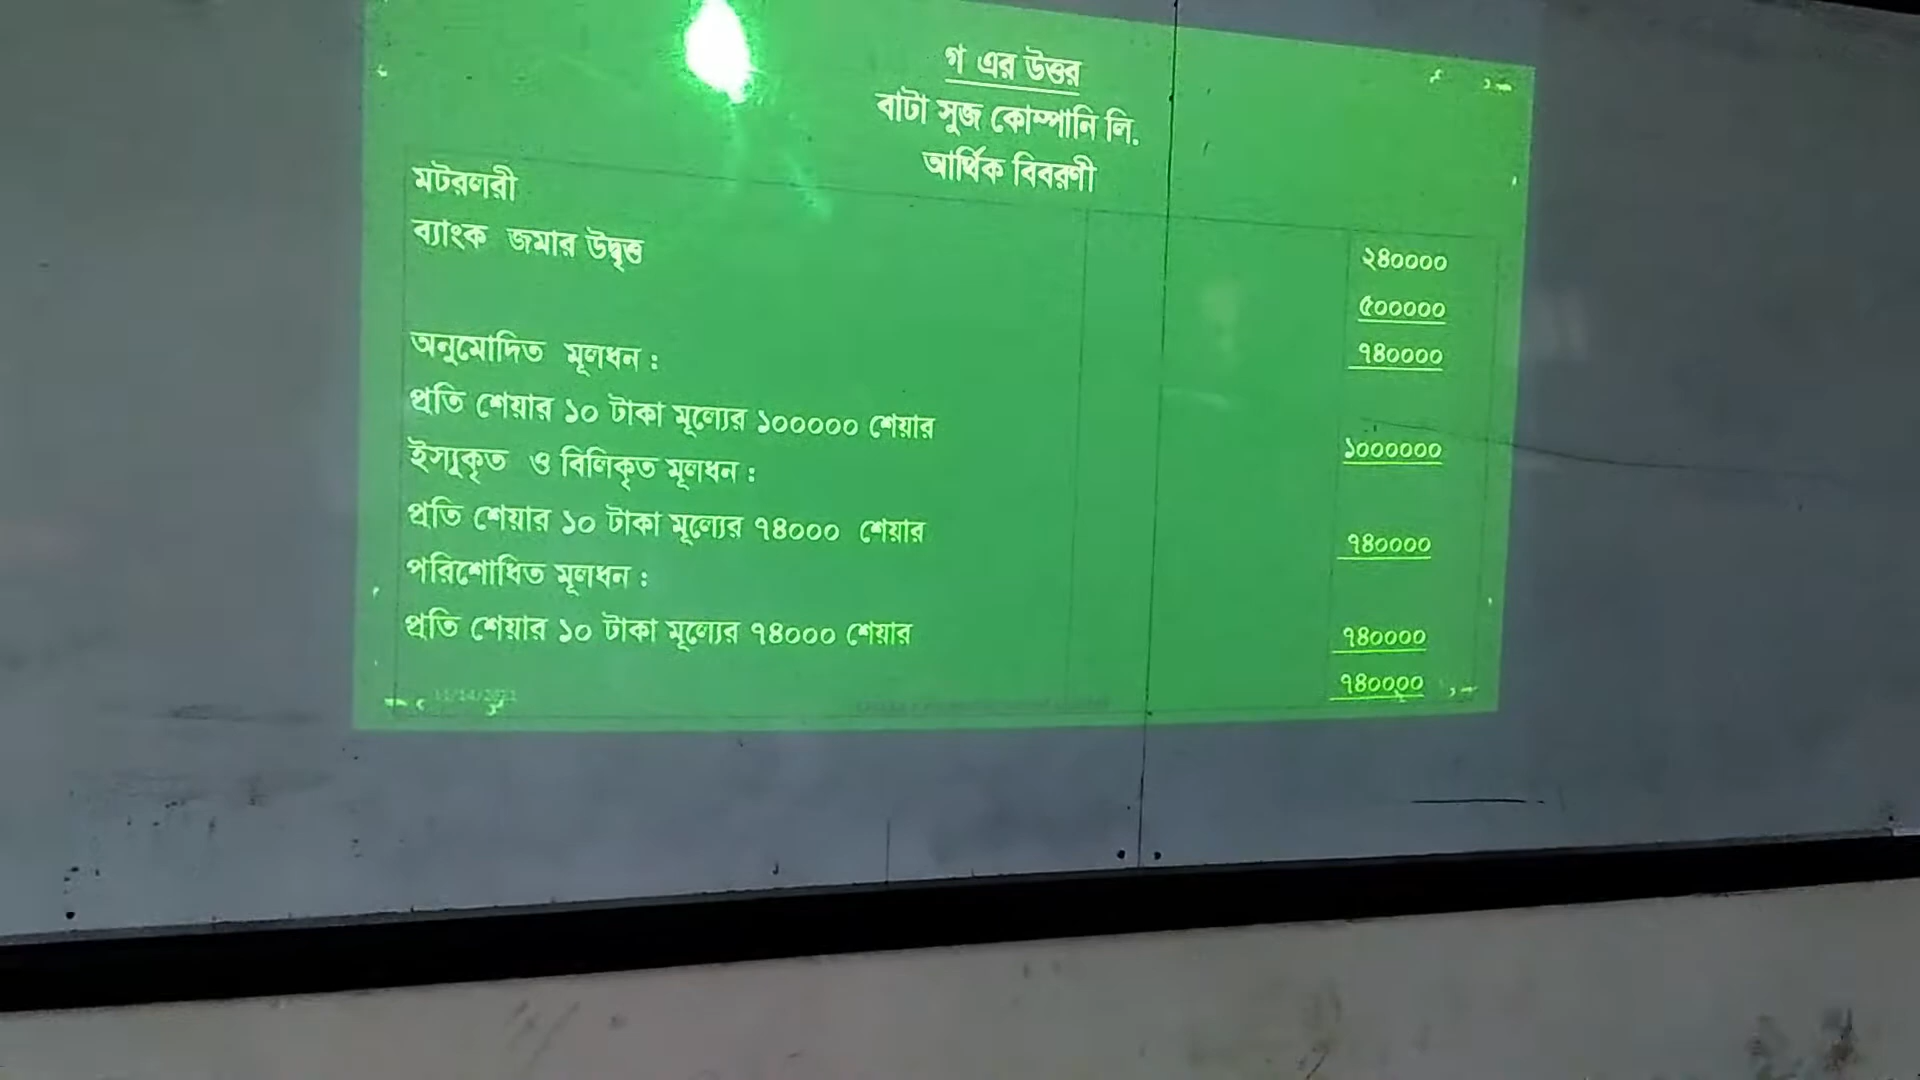 গ এর উত্তর
বাটা সুজ কোম্পানি লি.
আর্থিক বিবরণী
মটরলরী ২৪০০০০
ব্যাংক জমার উদ্বৃত্ত ৫০০০০০
৭৪০০০০
অনুমোদিত মূলধন :
প্রতি শেয়ার ১০ টাকা মূল্যের ১০০০০০ শেয়ার ১০০০০০০
ইস্যুকৃত ও বিলিকৃত মূলধন :
প্রতি শেয়ার ১০ টাকা মূল্যের ৭৪০০০ শেয়ার ৭৪০০০০
পরিশোধিত মূলধন :
প্রতি শেয়ার ১০ টাকা মূল্যের ৭৪০০০ শেয়ার ৭৪০০০০
৭৪০০০০